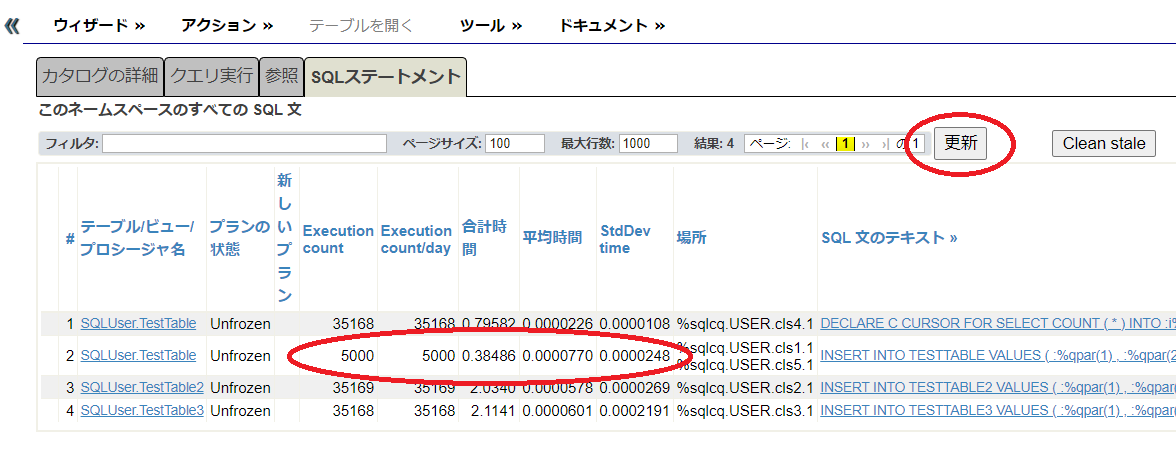 « ウィザード » アクション » テーブルを開く ツール » ドキュメント »
カタログの詳細 クエリ実行 参照 SQLステートメント
このネームスペースのすべての SQL 文
フィルタ: ページサイズ: 100 最大行数: 1000 結果: 4 ページ: |‹ ‹‹ 1 ›› ›| の 1 更新 Clean stale
# テーブル/ビュー/プロシージャ名 プランの状態 新しいプラン Execution count Execution count/day 合計時間 平均時間 StdDev time 場所 SQL 文のテキスト »
1 SQLUser.TestTable Unfrozen 35168 35168 0.79582 0.0000226 0.0000108 %sqlcq.USER.cls4.1 DECLARE C CURSOR FOR SELECT COUNT ( * ) INTO :i%
2 SQLUser.TestTable Unfrozen 5000 5000 0.38486 0.0000770 0.0000248 %sqlcq.USER.cls1.1 %sqlcq.USER.cls5.1 INSERT INTO TESTTABLE VALUES ( :%qpar(1) , :%qpar(2
3 SQLUser.TestTable2 Unfrozen 35169 35169 2.0340 0.0000578 0.0000269 %sqlcq.USER.cls2.1 INSERT INTO TESTTABLE2 VALUES ( :%qpar(1) , :%qpar(
4 SQLUser.TestTable3 Unfrozen 35168 35168 2.1141 0.0000601 0.0002191 %sqlcq.USER.cls3.1 INSERT INTO TESTTABLE3 VALUES ( :%qpar(1) , :%qpar(